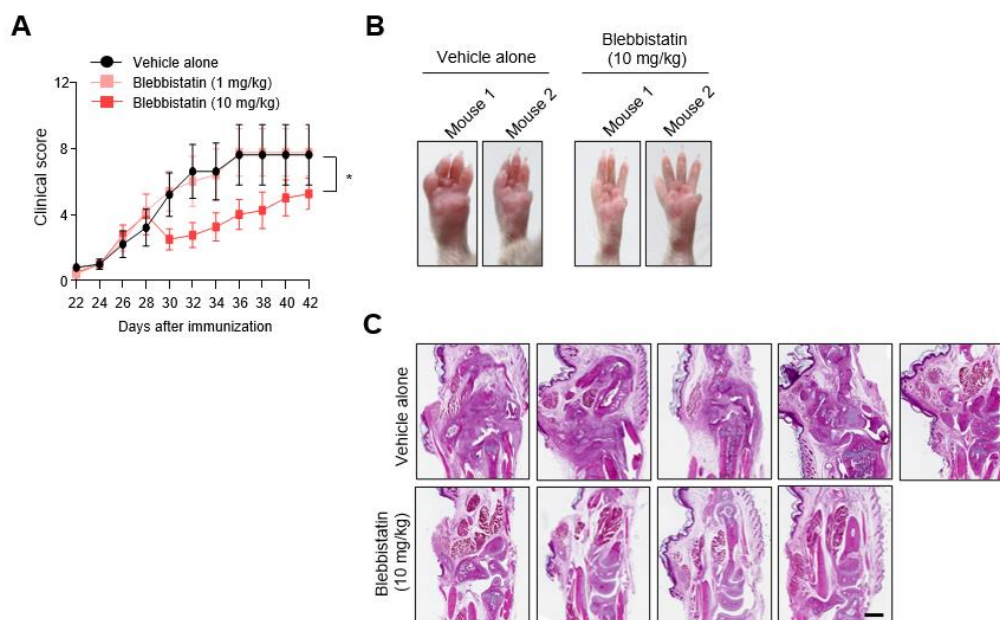 A
Vehicle alone
Blebbistatin (1 mg/kg)
Blebbistatin (10 mg/kg)
12
8
4
0
Clinical score
*
22 24 26 28 30 32 34 36 38 40 42
Days after immunization
B
Vehicle alone
Blebbistatin
(10 mg/kg)
Mouse 1
Mouse 2
Mouse 1
Mouse 2
C
Vehicle alone
Blebbistatin
(10 mg/kg)